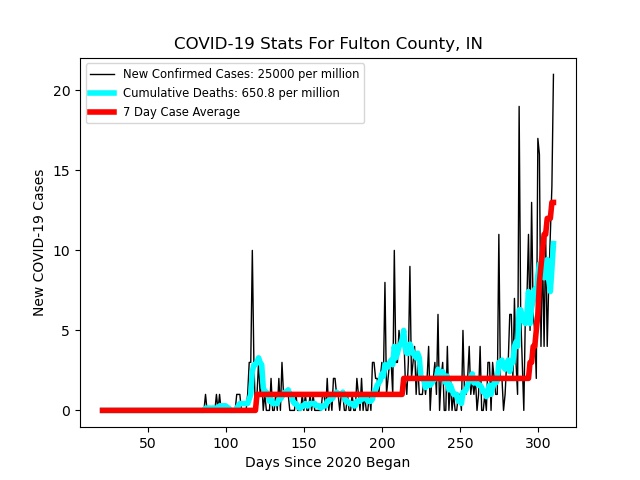 COVID-19 Stats For Fulton County, IN
New Confirmed Cases: 25000 per million
Cumulative Deaths: 650.8 per million
7 Day Case Average
New COVID-19 Cases
20
15
10
5
0
50 100 150 200 250 300
Days Since 2020 Began